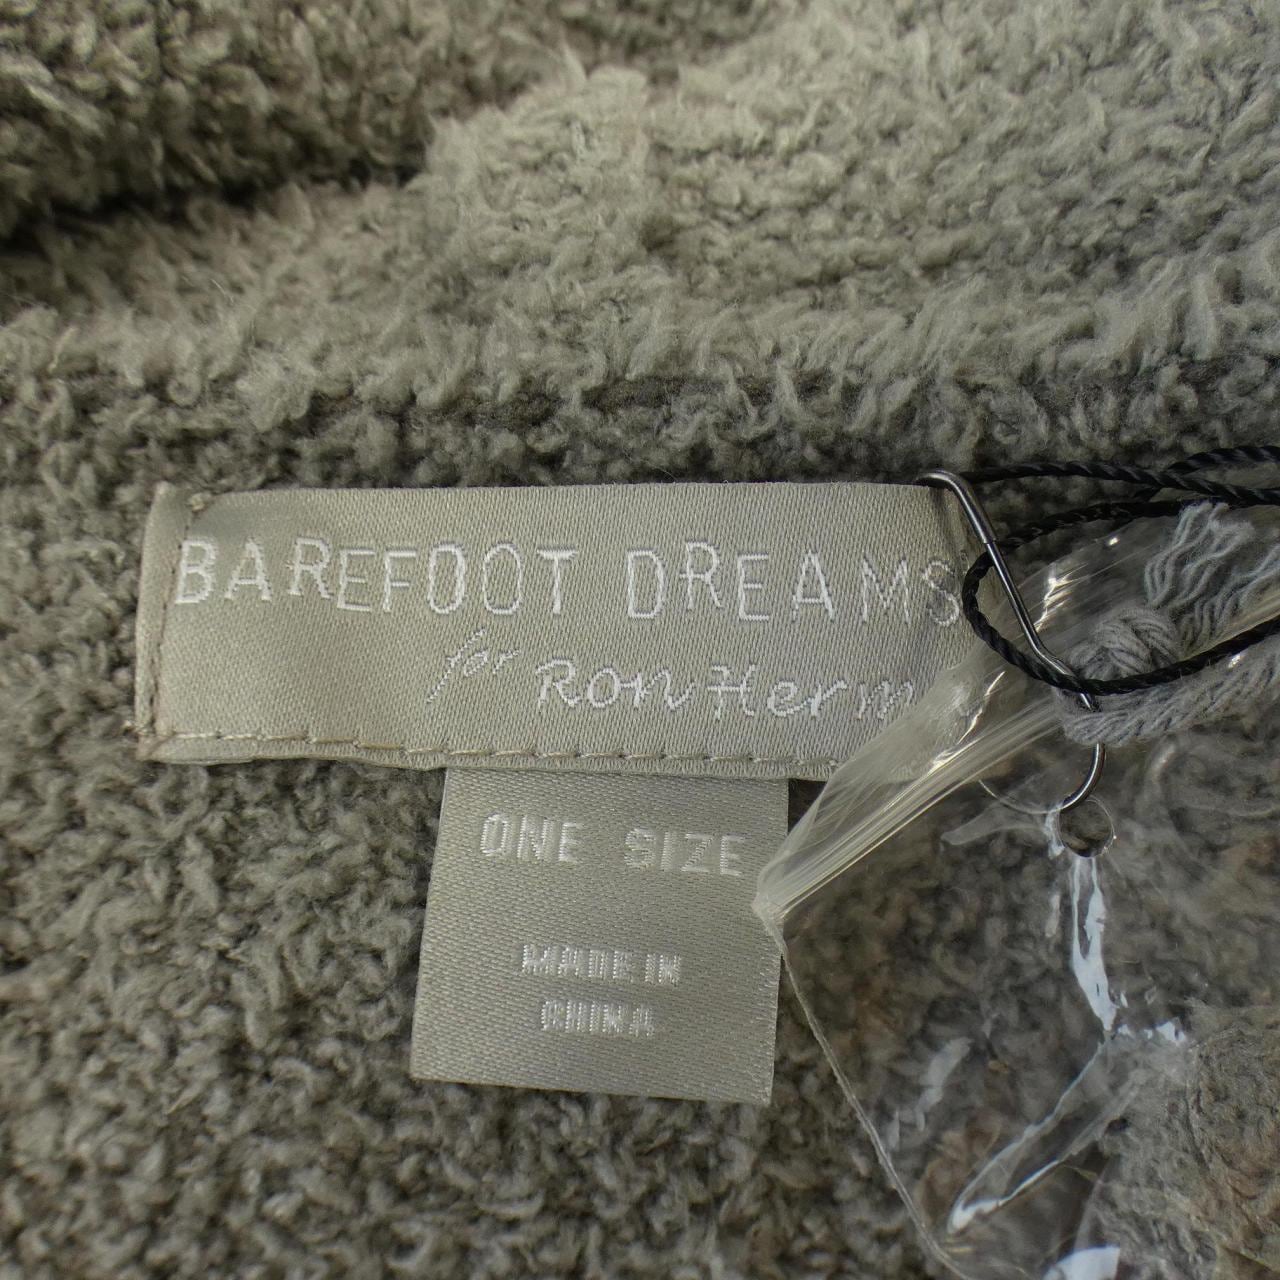 BAREFOOT DREAMS
for Ron Herm
ONE SIZE
MADE IN
CHINA